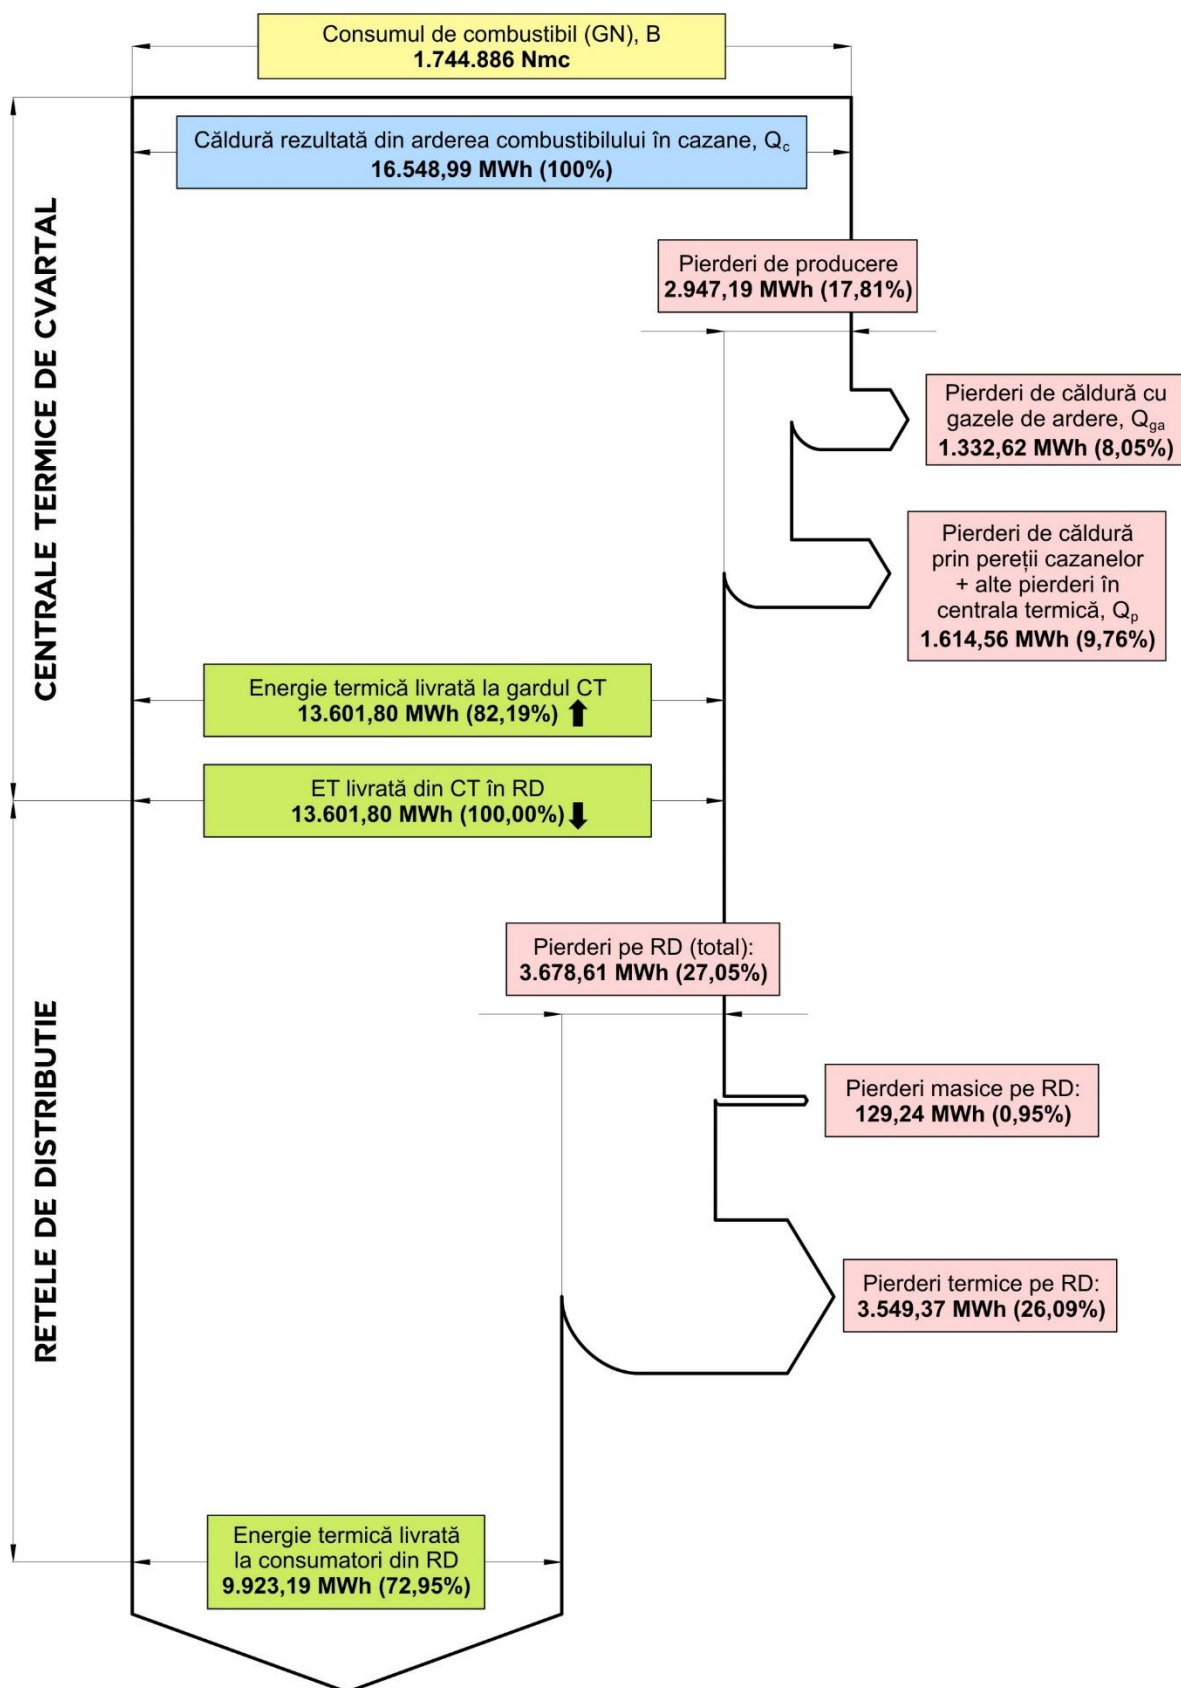 Consumul de combustibil (GN), B
1.744.886 Nmc
Căldură rezultată din arderea combustibilului în cazane, Qc
16.548,99 MWh (100%)
Pierderi de producere
2.947,19 MWh (17,81%)
CENTRALE TERMICE DE CVARTAL
Pierderi de căldură cu
gazele de ardere, Qga
1.332,62 MWh (8,05%)
Pierderi de căldură
prin pereții cazanelor
+ alte pierderi în
centrala termică, Qp
1.614,56 MWh (9,76%)
Energie termică livrată la gardul CT
13.601,80 MWh (82,19%)
ET livrată din CT în RD
13.601,80 MWh (100,00%)
Pierderi pe RD (total):
3.678,61 MWh (27,05%)
RETELE DE DISTRIBUTIE
Pierderi masice pe RD:
129,24 MWh (0,95%)
Pierderi termice pe RD:
3.549,37 MWh (26,09%)
Energie termică livrată
la consumatori din RD
9.923,19 MWh (72,95%)